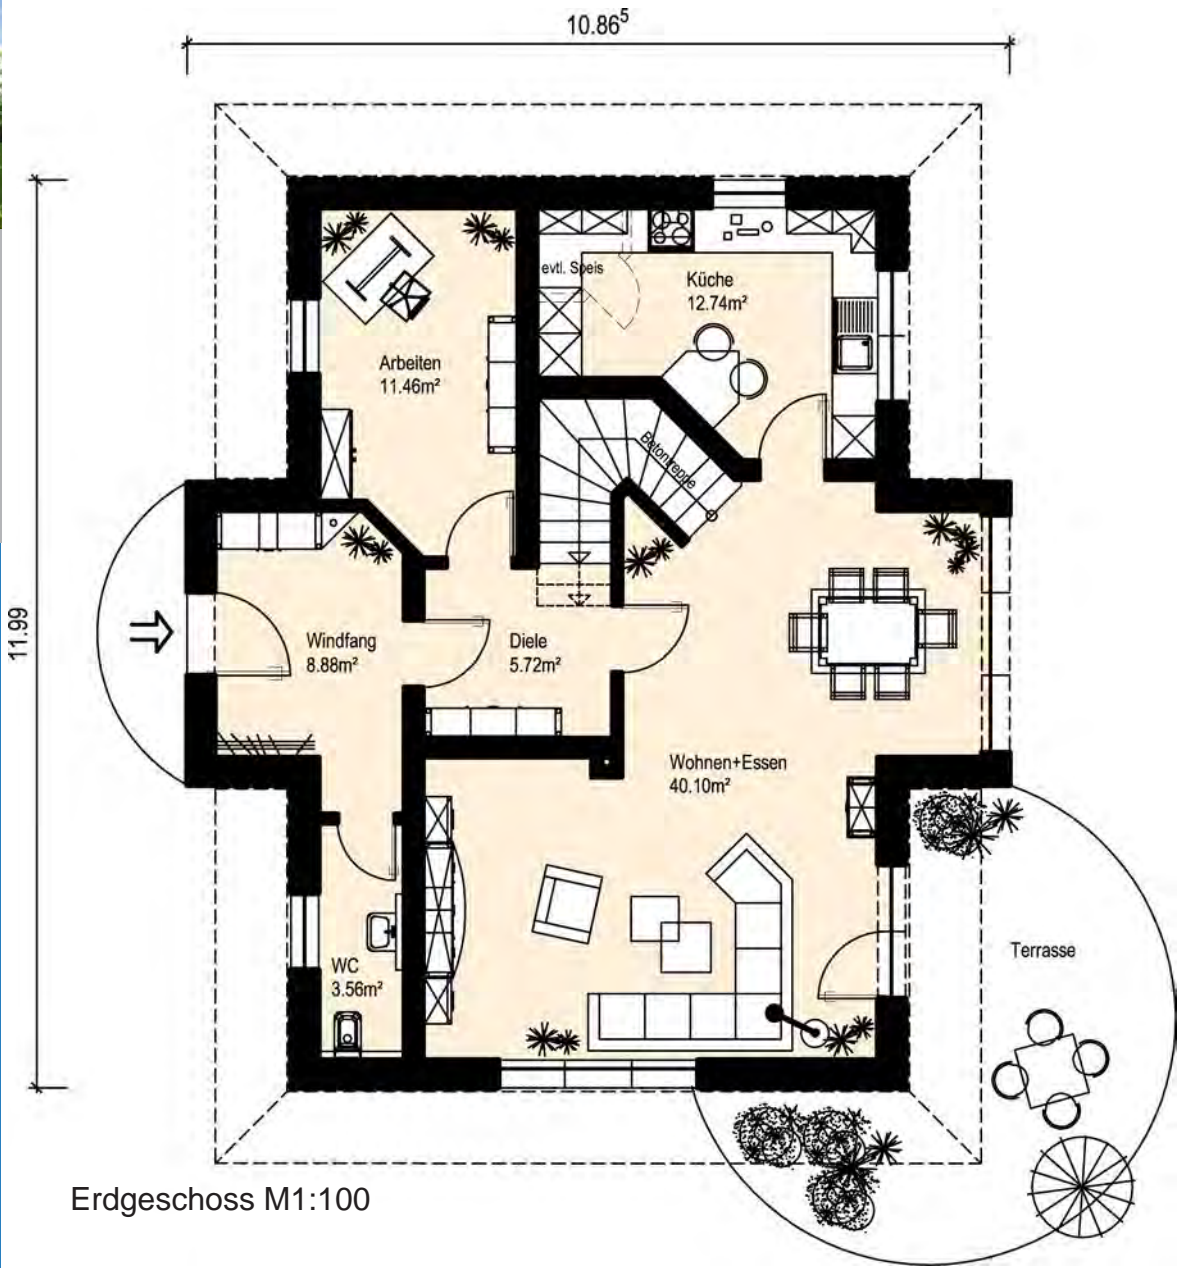 10.86⁵
evtl. Speis
Küche
12.74m²
Arbeiten
11.46m²
Betontreppe
11.99
Windfang
8.88m²
Diele
5.72m²
Wohnen+Essen
40.10m²
WC
3.56m²
Terrasse
Erdgeschoss M1:100